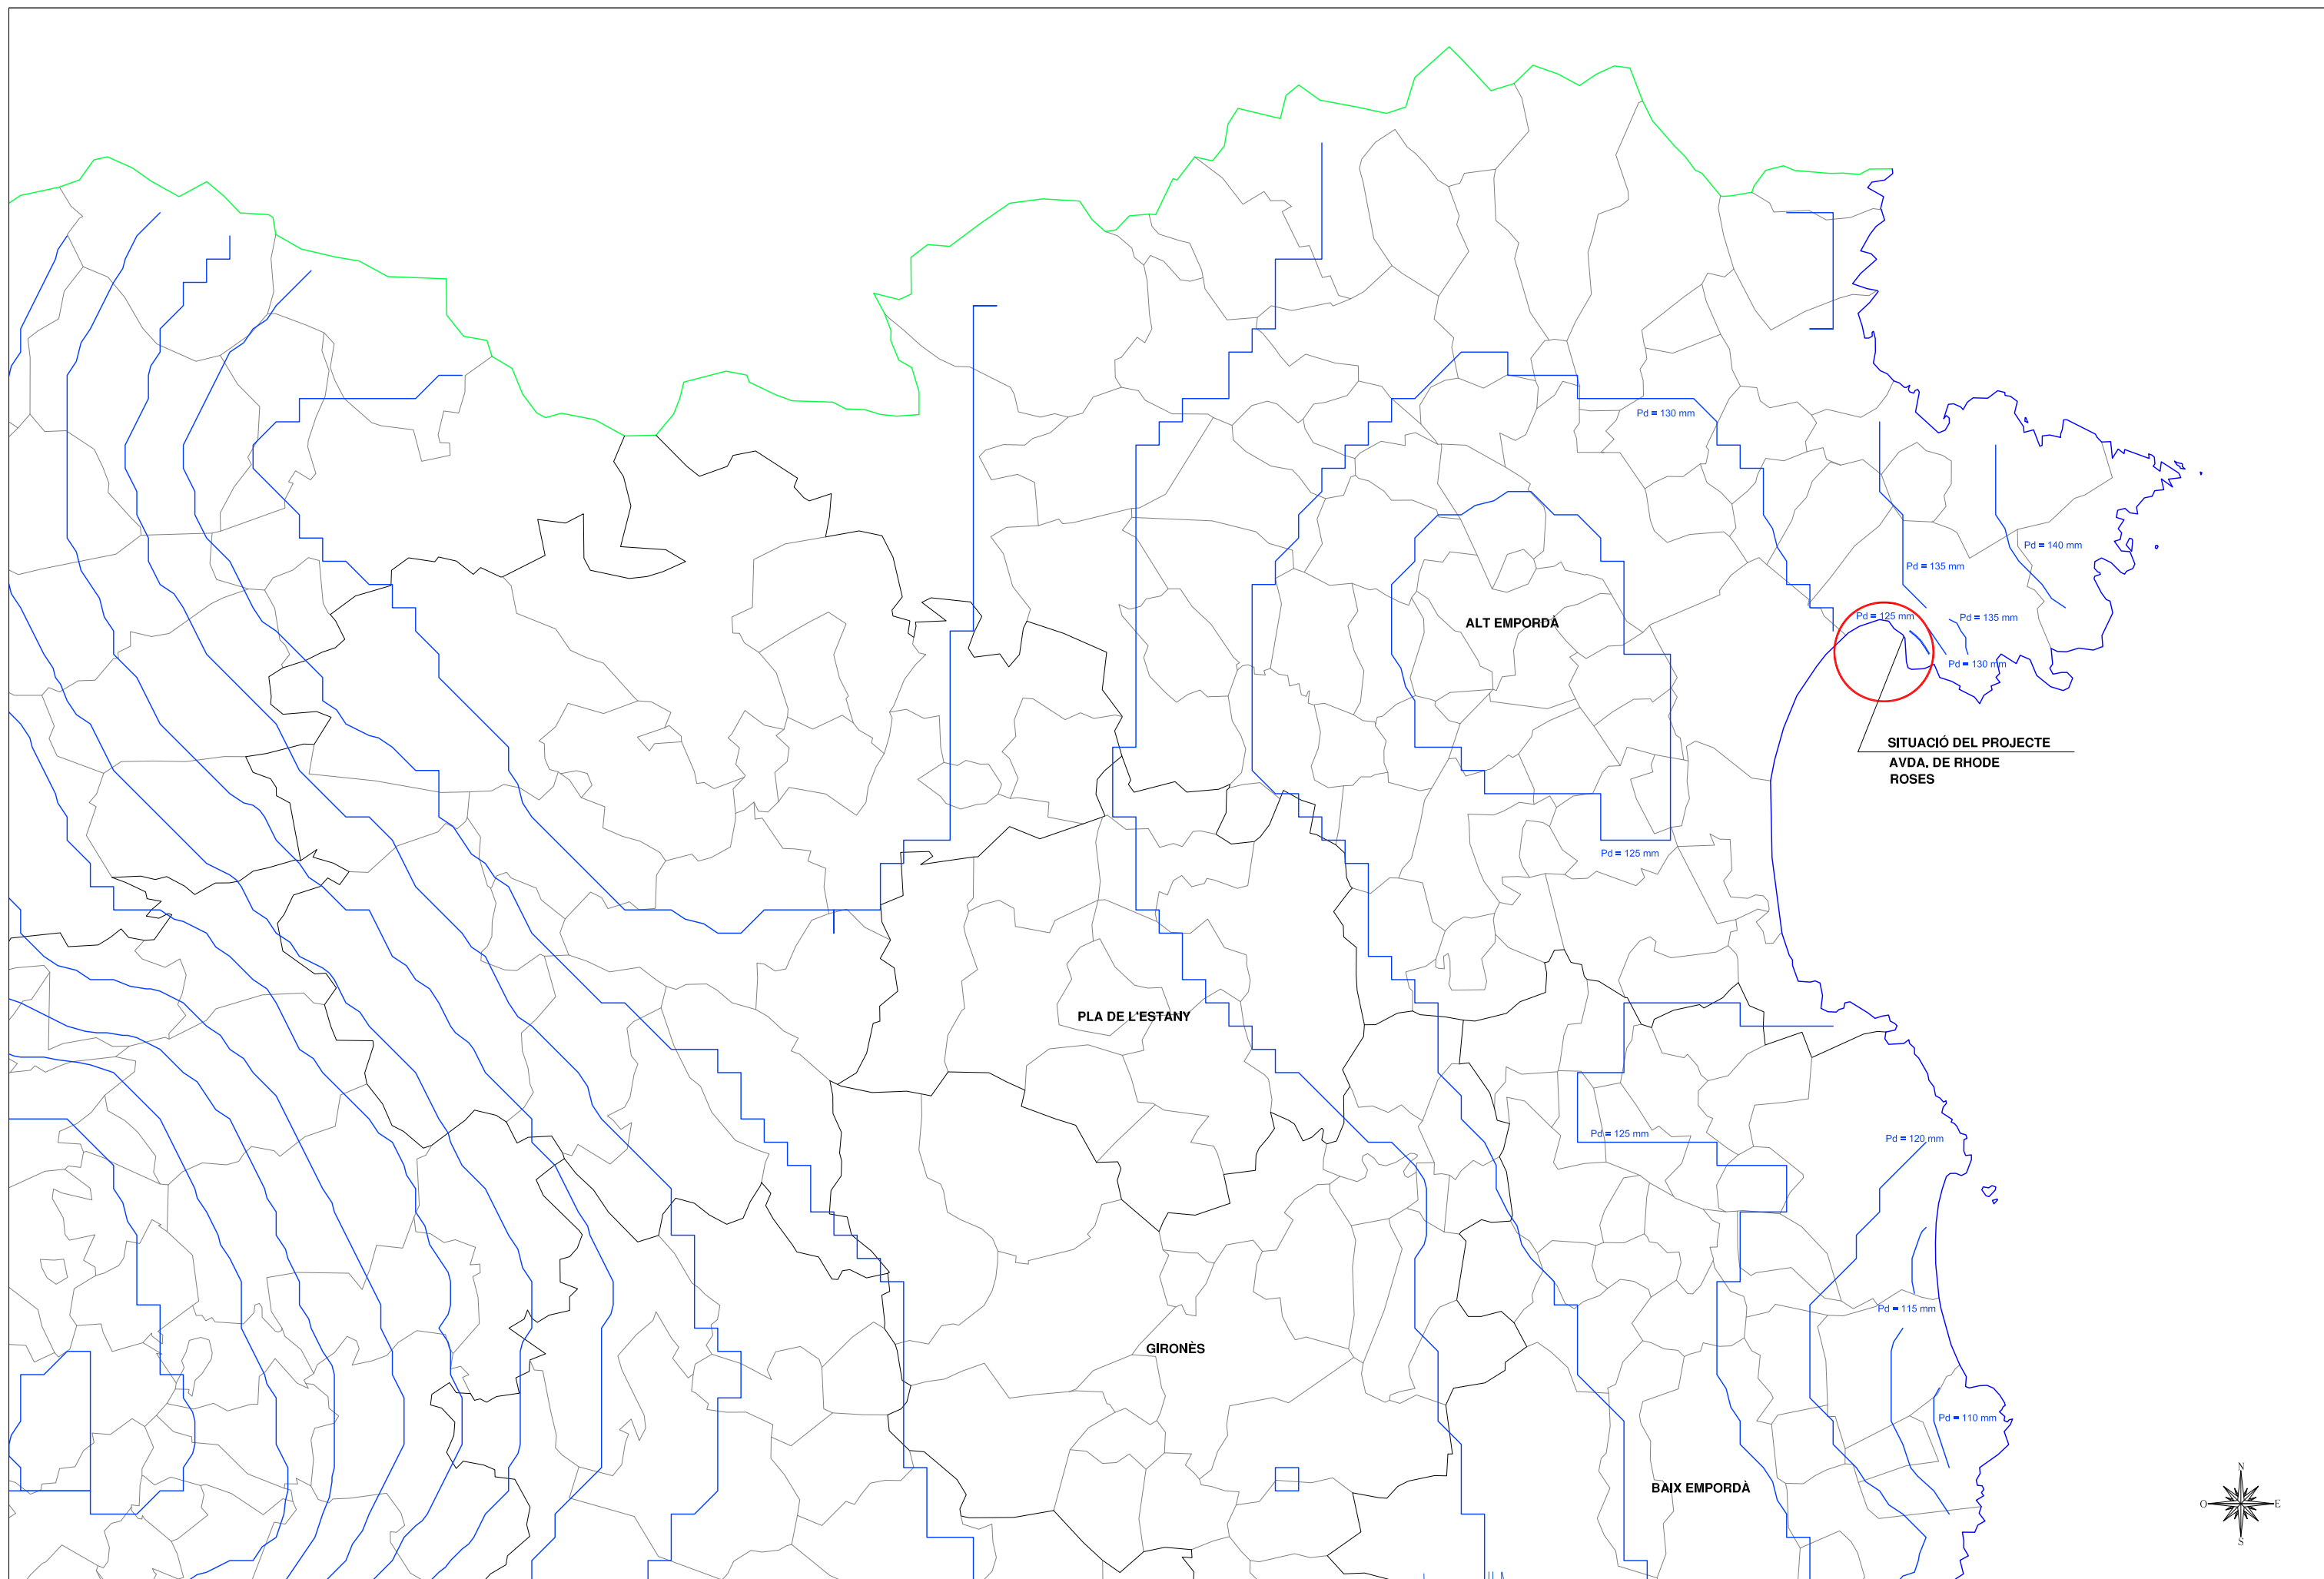 Pd = 130 mm
Pd = 140 mm
Pd = 135 mm
Pd = 125 mm
Pd = 135 mm
ALT EMPORDÀ
Pd = 130 mm
SITUACIÓ DEL PROJECTE
AVDA. DE RHODE
ROSES
Pd = 125 mm
PLA DE L'ESTANY
Pd = 125 mm
Pd = 120 mm
Pd = 115 mm
GIRONÈS
Pd = 110 mm
BAIX EMPORDÀ
N
O E
S